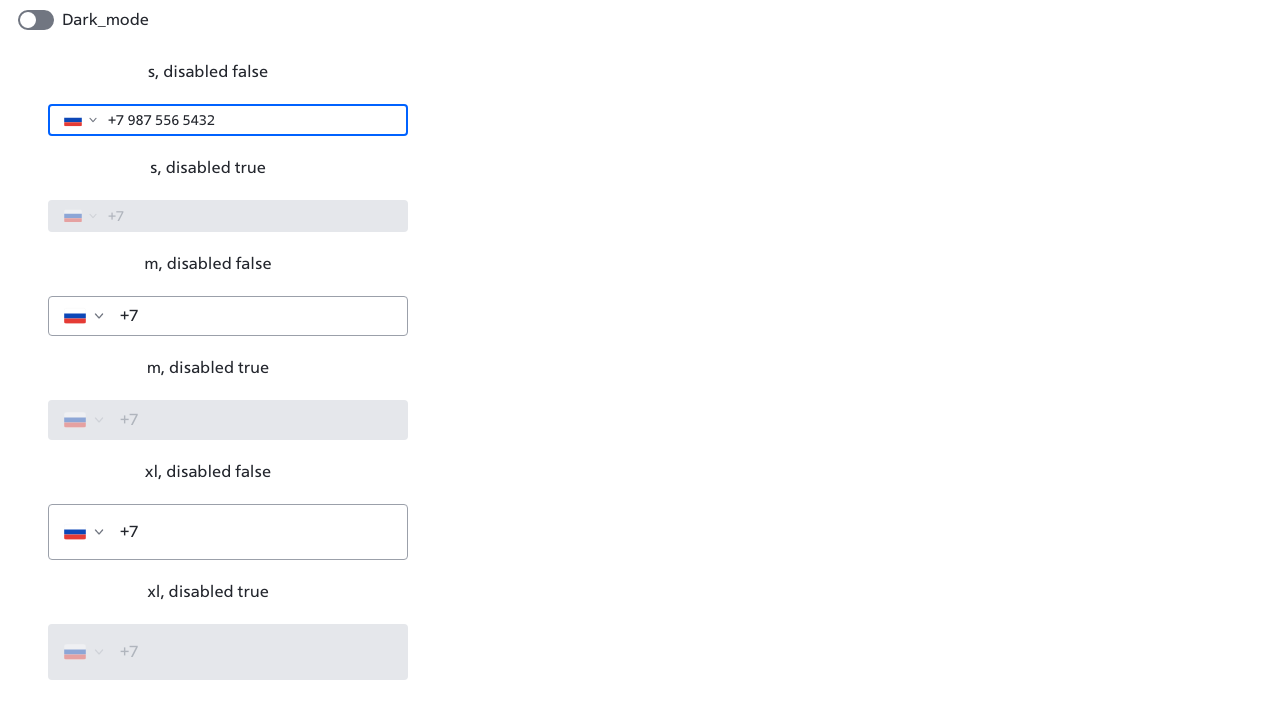 Dark_mode
s, disabled false
+7 987 556 5432
s, disabled true
+7
m, disabled false
+7
m, disabled true
+7
xl, disabled false
+7
xl, disabled true
+7